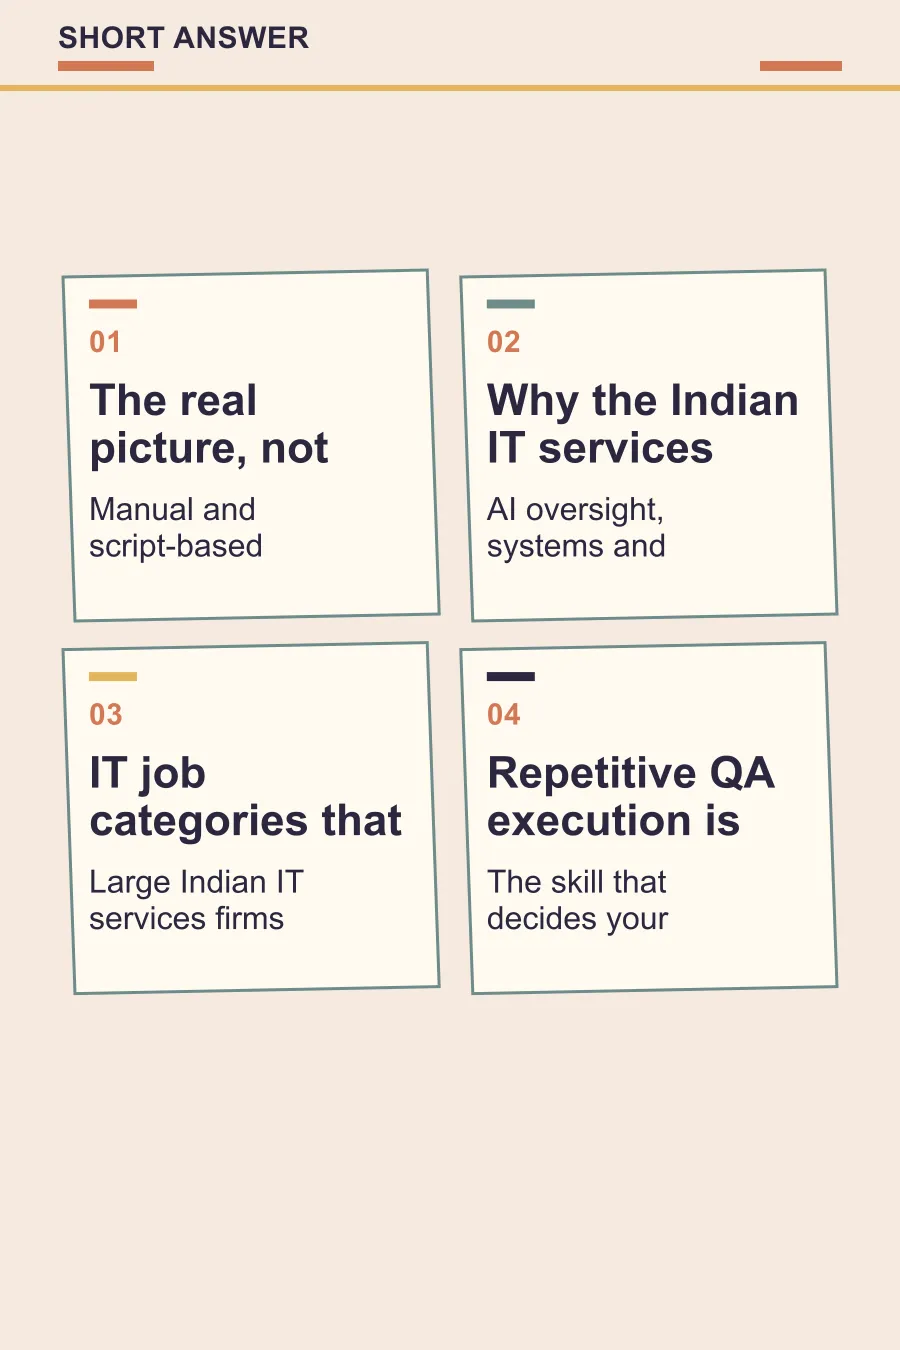 SHORT ANSWER
01
The real
picture, not
Manual and
script-based
02
Why the Indian
IT services
AI oversight,
systems and
03
IT job
categories that
Large Indian IT
services firms
04
Repetitive QA
execution is
The skill that
decides your